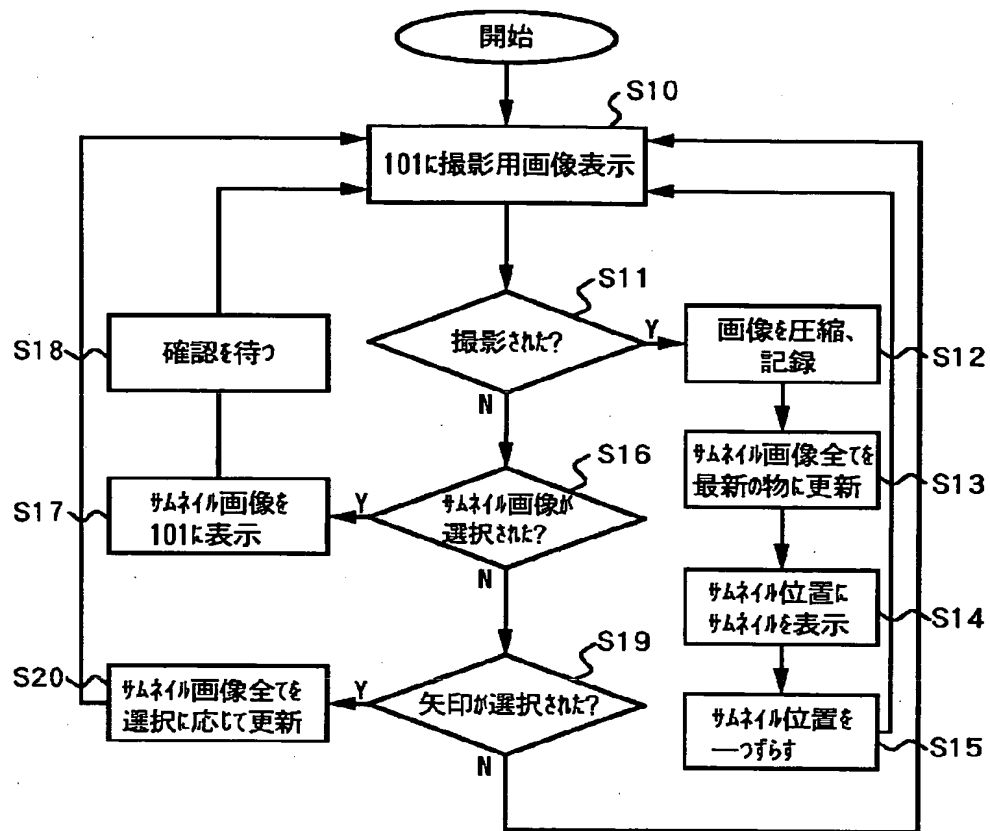 開始
S10
101に撮影用画像表示
S11
撮影された?
Y
N
画像を圧縮、
記録
S12
サムネイル画像全てを
最新の物に更新
S13
サムネイル位置に
サムネイルを表示
S14
サムネイル位置を
一つずらす
S15
S16
サムネイル画像が
選択された?
Y
N
サムネイル画像を
101に表示
S17
確認を待つ
S18
S19
矢印が選択された?
Y
N
サムネイル画像全てを
選択に応じて更新
S20